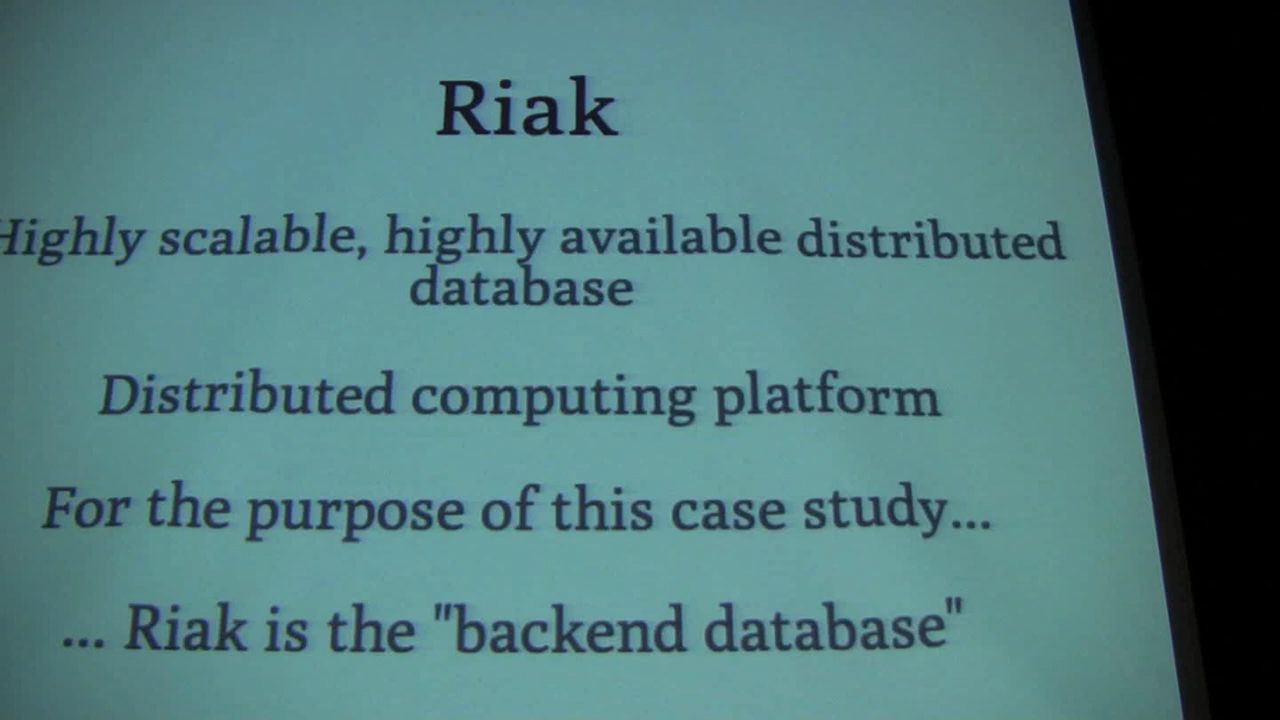 Riak
Highly scalable, highly available distributed
database
Distributed computing platform
For the purpose of this case study...
... Riak is the "backend database"